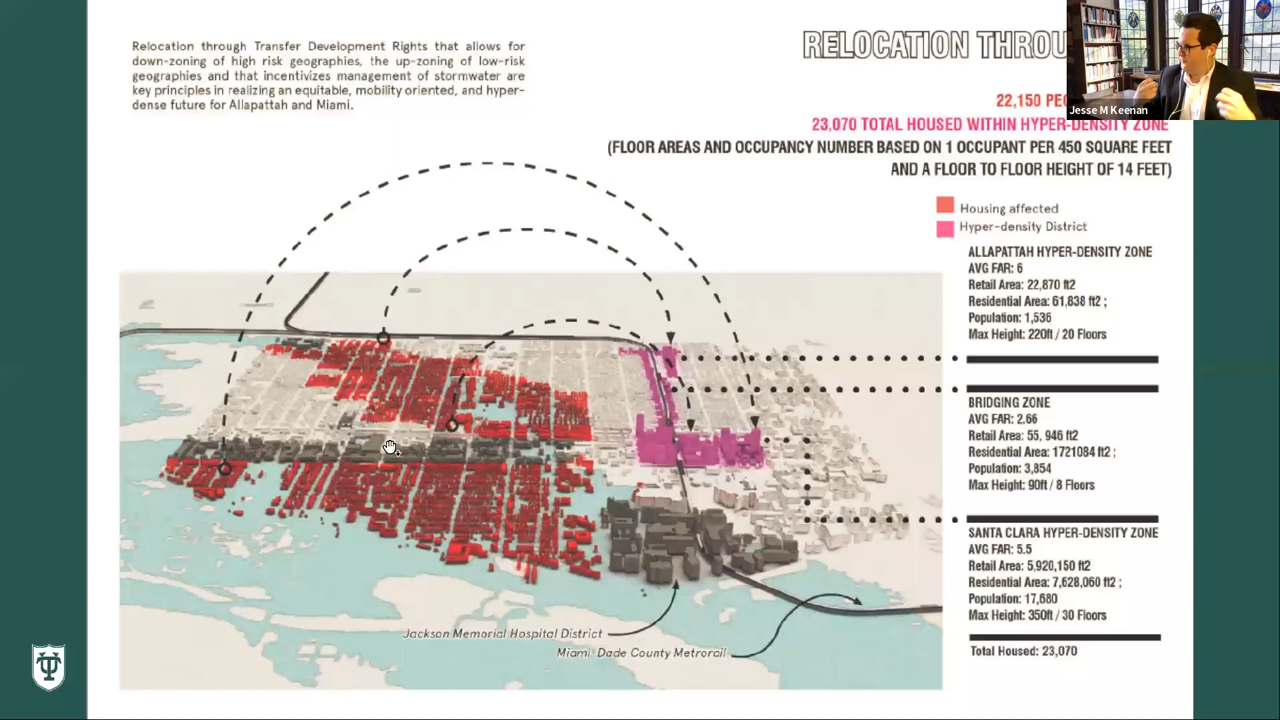 Relocation through Transfer Development Rights that allows for
down-zoning of high risk geographies, the up-zoning of low-risk
geographies and that incentivizes management of stormwater are
key principles in realizing an equitable, mobility oriented, and hyper-
dense future for Allapattah and Miami.
RELOCATION
22,150
Jesse M Keenan
23,070 TOTAL HOUSED WITHIN HYPER-DENSITY ZONE
(FLOOR AREAS AND OCCUPANCY NUMBER BASED ON 1 OCCUPANT PER 450 SQUARE FEET
AND A FLOOR TO FLOOR HEIGHT OF 14 FEET)
Housing affected
Hyper-density District
ALLAPATTAH HYPER-DENSITY ZONE
AVG FAR: 6
Retail Area: 22,870 ft2
Residential Area: 61,838 ft2 ;
Population: 1,536
Max Height: 220ft / 20 Floors
BRIDGING ZONE
AVG FAR: 2.66
Retail Area: 55, 946 ft2
Residential Area: 1721084 ft2 ;
Population: 3,854
Max Height: 90ft / 8 Floors
SANTA CLARA HYPER-DENSITY ZONE
AVG FAR: 5.5
Retail Area: 5,920,150 ft2
Residential Area: 7,628,060 ft2 ;
Population: 17,680
Max Height: 350ft / 30 Floors
Total Housed: 23,070
Jackson Memorial Hospital District
Miami-Dade County Metrorail